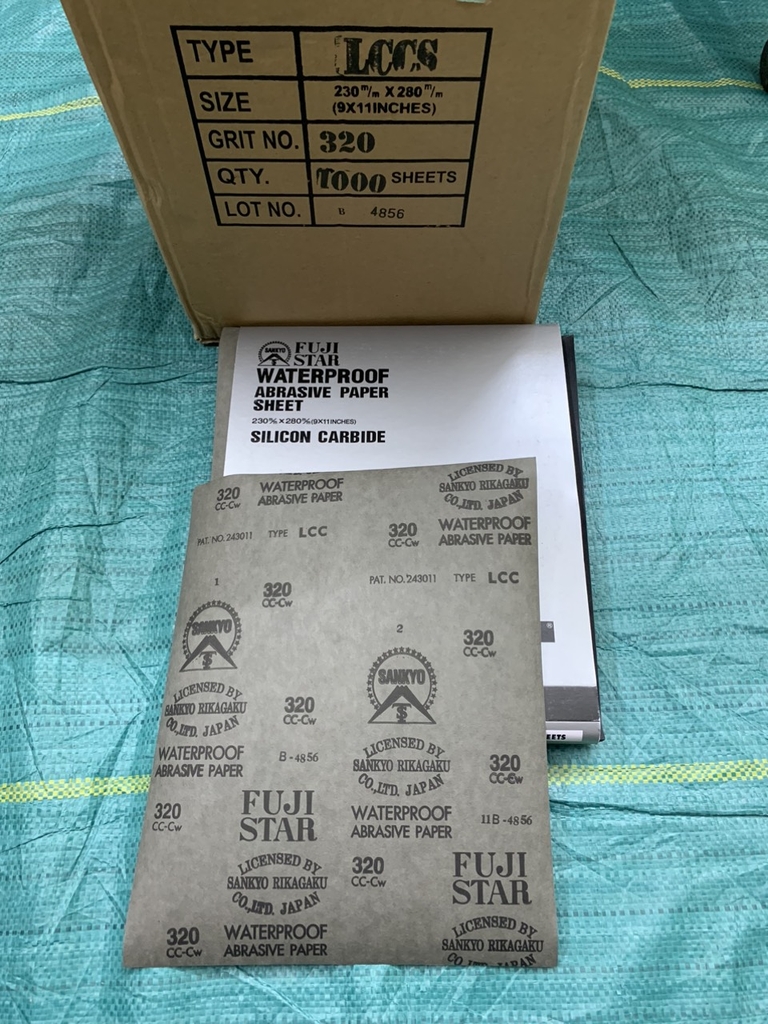 TYPE LCCS
SIZE 230 m/m X 280 m/m
(9X11INCHES)
GRIT NO. 320
QTY. 1000 SHEETS
LOT NO. B 4856
SANKYO FUJI
STAR
WATERPROOF
ABRASIVE PAPER
SHEET
230 m/m × 280 m/m (9X11INCHES)
SILICON CARBIDE
320 WATERPROOF
CC-Cw ABRASIVE PAPER
LICENSED BY
SANKYO RIKAGAKU
CO.,LTD. JAPAN
PAT. NO. 243011 TYPE LCC
320 WATERPROOF
CC-Cw ABRASIVE PAPER
1
320
CC-Cw
PAT. NO. 243011 TYPE LCC
2
SANKYO
320
CC-Cw
SANKYO
LICENSED BY
SANKYO RIKAGAKU
CO.,LTD. JAPAN
320
CC-Cw
EETS
WATERPROOF
ABRASIVE PAPER
B-4856
LICENSED BY
SANKYO RIKAGAKU
CO.,LTD. JAPAN
320
CC-Cw
320
CC-Cw
FUJI
STAR
WATERPROOF
ABRASIVE PAPER
11B-4856
LICENSED BY
SANKYO RIKAGAKU
CO.,LTD. JAPAN
320
CC-Cw
FUJI
STAR
320 WATERPROOF
CC-Cw ABRASIVE PAPER
LICENSED BY
SANKYO RIKAGAKU
CO.,LTD. JAPAN